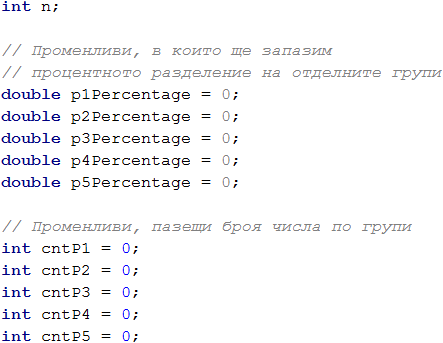 int n;
// Променливи, в които ще запазим
// процентното разделение на отделните групи
double p1Percentage = 0;
double p2Percentage = 0;
double p3Percentage = 0;
double p4Percentage = 0;
double p5Percentage = 0;
// Променливи, пазещи броя числа по групи
int cntP1 = 0;
int cntP2 = 0;
int cntP3 = 0;
int cntP4 = 0;
int cntP5 = 0;